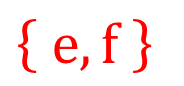 { e, f }